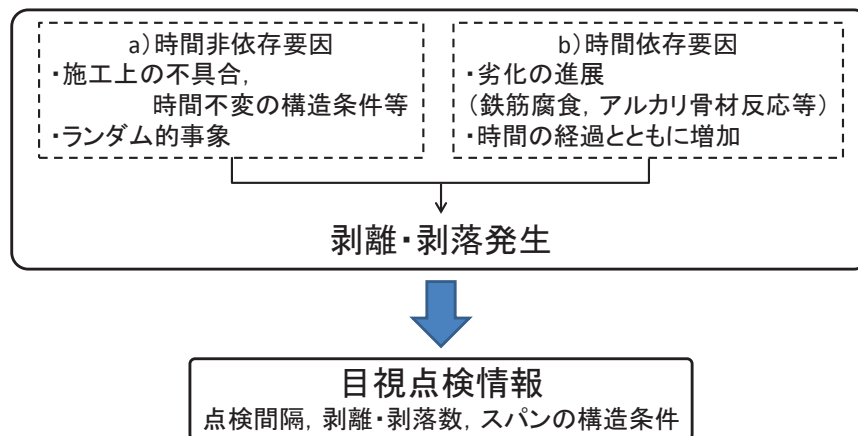 a)時間非依存要因
・施工上の不具合,
時間不変の構造条件等
・ランダム的事象
b)時間依存要因
・劣化の進展
(鉄筋腐食, アルカリ骨材反応等)
・時間の経過とともに増加
剥離・剥落発生
目視点検情報
点検間隔, 剥離・剥落数, スパンの構造条件